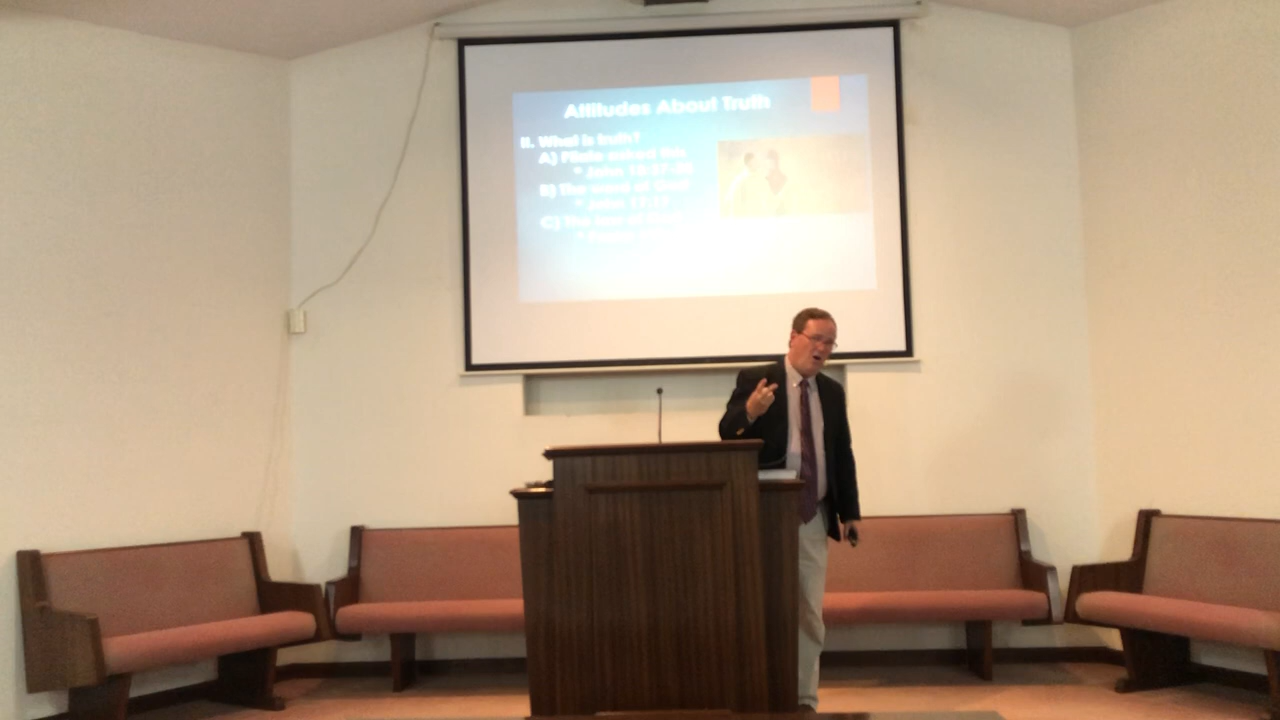 Attitudes About Truth
II. What is truth?
A) Pilate asked this
* John 18:37-38
B) The word of God
* John 17:17
C) The